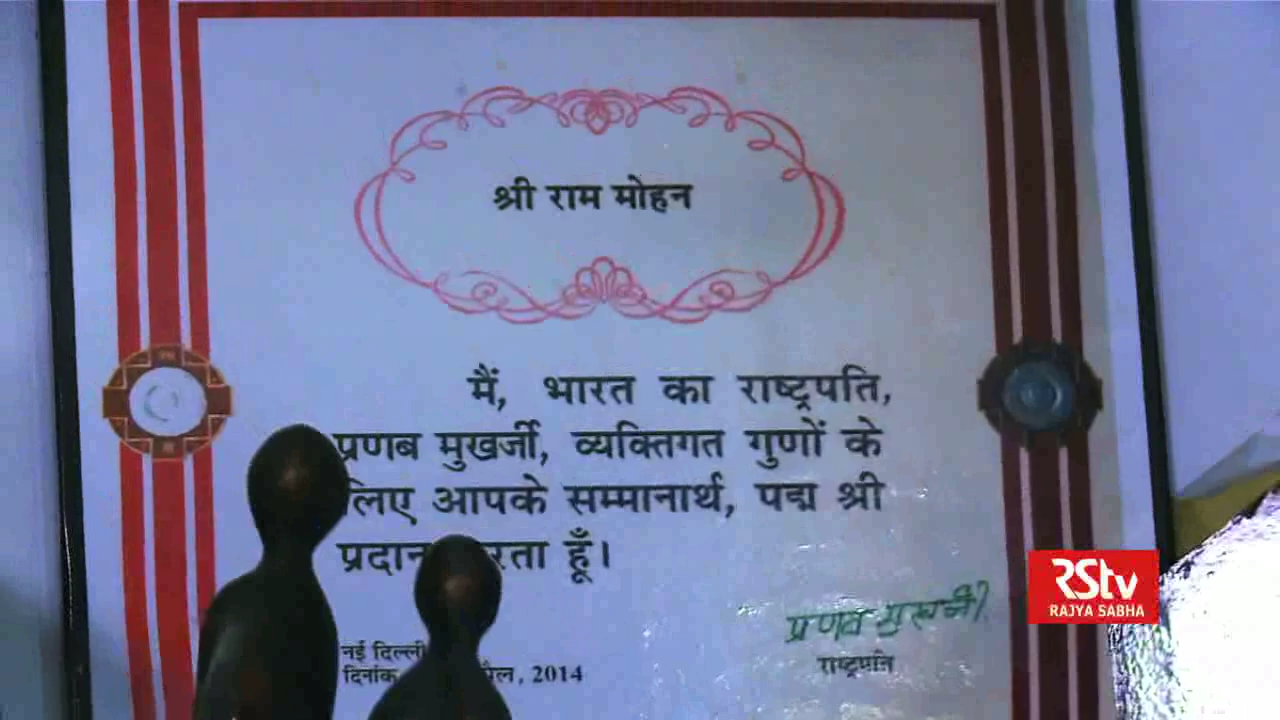 श्री राम मोहन
मैं, भारत का राष्ट्रपति,
प्रणब मुखर्जी, व्यक्तिगत गुणों के
लिए आपके सम्मानार्थ, पद्म श्री
प्रदान हूँ।
प्रणब मुखर्जी
राष्ट्रपति
नई दिल्ली
दिनांक 2014
RStv
RAJYA SABHA